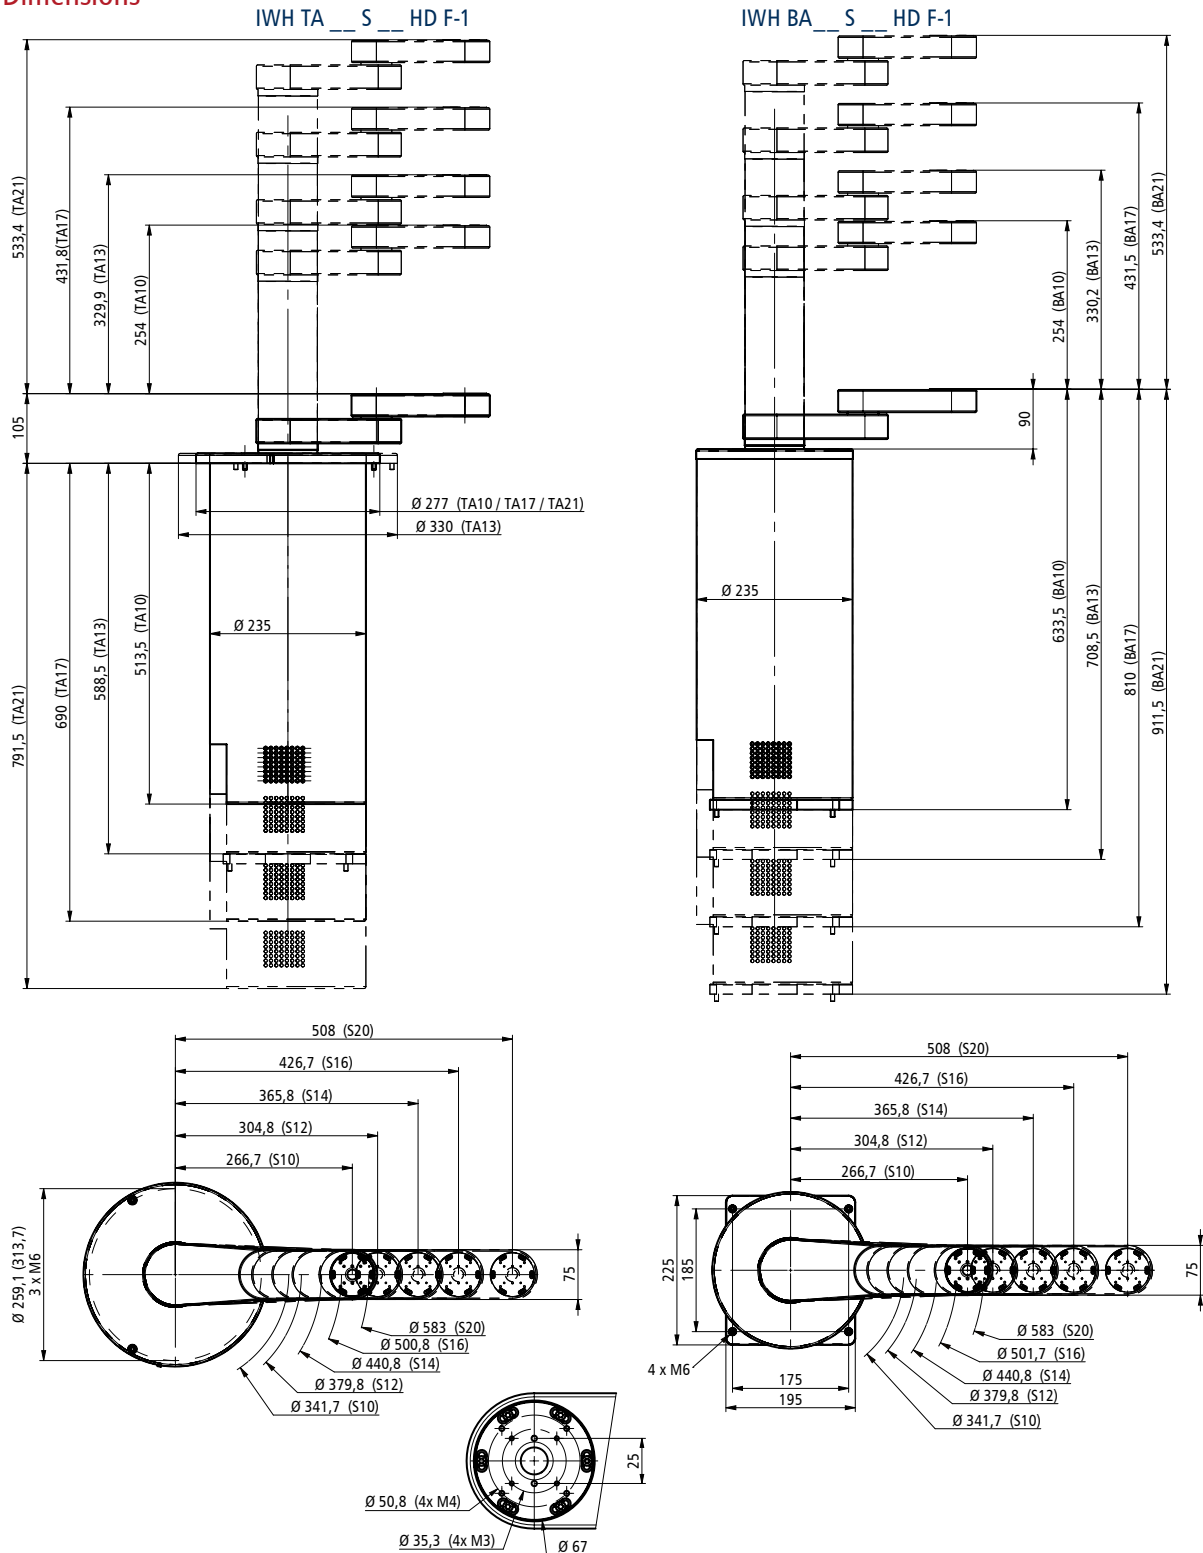 Dimensions
IWH TA __ S __ HD F-1
IWH BA __ S __ HD F-1
533,4 (TA21)
431,8(TA17)
329,9 (TA13)
254 (TA10)
105
791,5 (TA21)
690 (TA17)
588,5 (TA13)
513,5 (TA10)
Ø 277 (TA10 / TA17 / TA21)
Ø 330 (TA13)
Ø 235
254 (BA10)
330,2 (BA13)
431,5 (BA17)
533,4 (BA21)
90
Ø 235
633,5 (BA10)
708,5 (BA13)
810 (BA17)
911,5 (BA21)
508 (S20)
426,7 (S16)
365,8 (S14)
304,8 (S12)
266,7 (S10)
Ø 259,1 (313,7)
3 x M6
75
Ø 583 (S20)
Ø 500,8 (S16)
Ø 440,8 (S14)
Ø 379,8 (S12)
Ø 341,7 (S10)
508 (S20)
426,7 (S16)
365,8 (S14)
304,8 (S12)
266,7 (S10)
225
185
75
4 x M6
175
195
Ø 583 (S20)
Ø 501,7 (S16)
Ø 440,8 (S14)
Ø 379,8 (S12)
Ø 341,7 (S10)
25
Ø 50,8 (4x M4)
Ø 35,3 (4x M3)
Ø 67